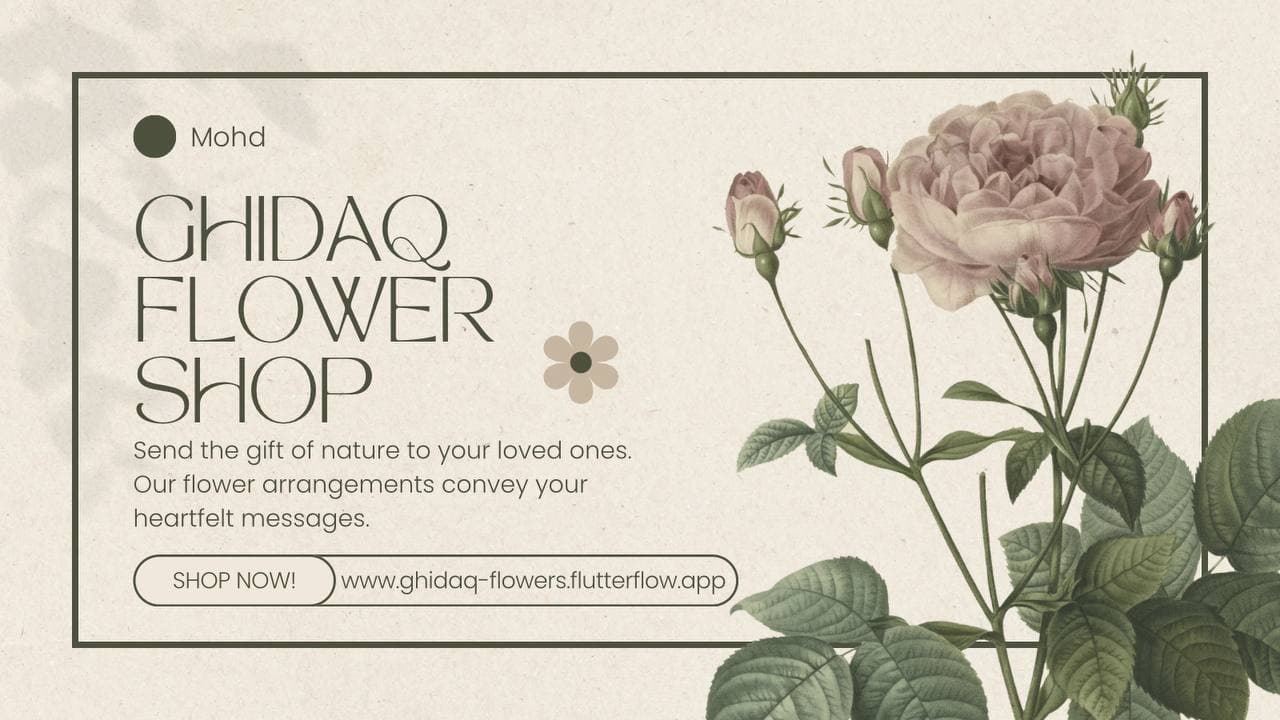 Mohd
GHIDAQ
FLOWER
SHOP
Send the gift of nature to your loved ones.
Our flower arrangements convey your
heartfelt messages.
SHOP NOW! www.ghidaq-flowers.flutterflow.app